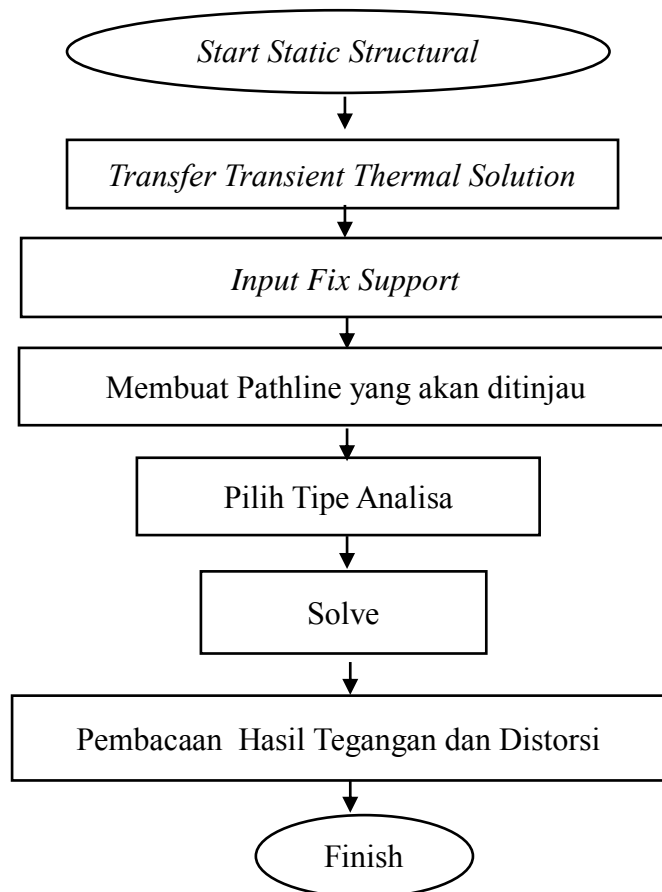 Start Static Structural
Transfer Transient Thermal Solution
Input Fix Support
Membuat Pathline yang akan ditinjau
Pilih Tipe Analisa
Solve
Pembacaan Hasil Tegangan dan Distorsi
Finish